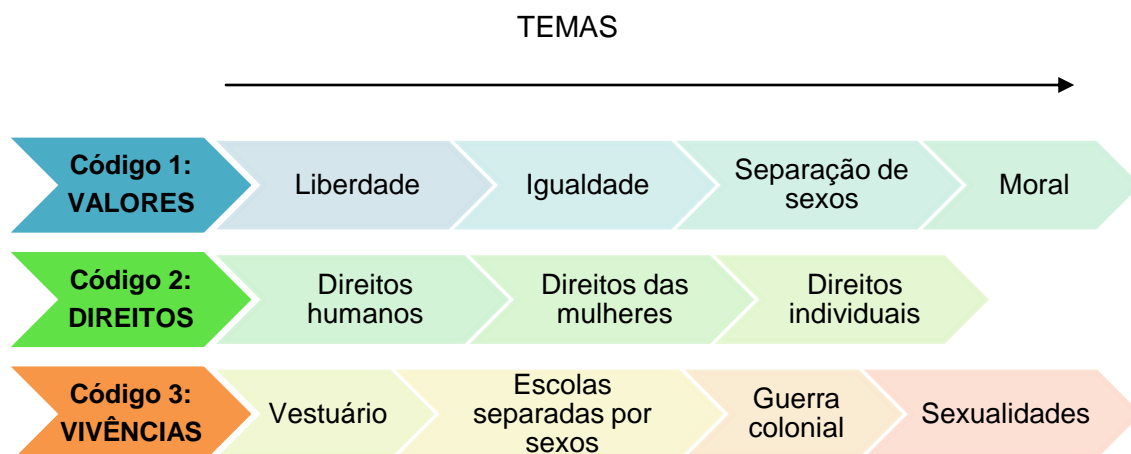 TEMAS
Código 1:
VALORES
Liberdade
Igualdade
Separação de
sexos
Moral
Código 2:
DIREITOS
Direitos
humanos
Direitos das
mulheres
Direitos
individuais
Código 3:
VIVÊNCIAS
Vestuário
Escolas
separadas por
sexos
Guerra
colonial
Sexualidades